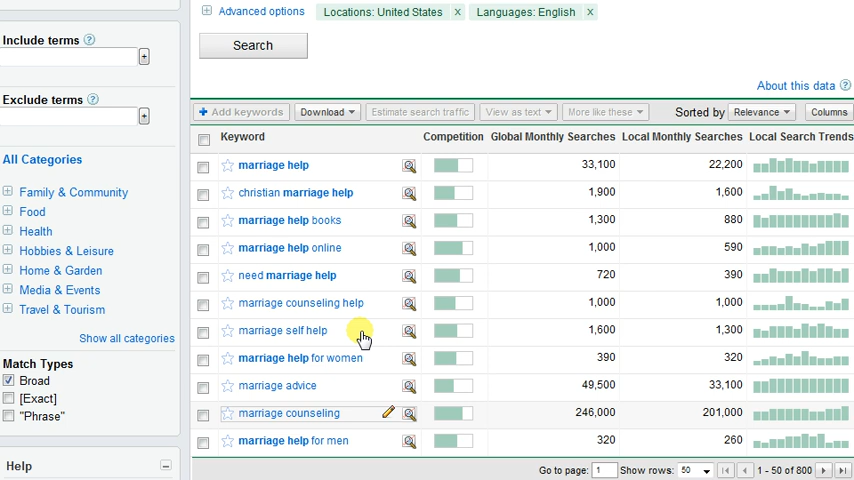 Advanced options Locations: United States x Languages: English x
Search
Include terms ?
+
Exclude terms ?
+
All Categories
Family & Community
Food
Health
Hobbies & Leisure
Home & Garden
Media & Events
Travel & Tourism
Show all categories
Match Types
Broad
[Exact]
"Phrase"
Help
About this data ?
+ Add keywords Download Estimate search traffic View as text More like these Sorted by Relevance Columns
Keyword Competition Global Monthly Searches Local Monthly Searches Local Search Trends
marriage help 33,100 22,200
christian marriage help 1,900 1,600
marriage help books 1,300 880
marriage help online 1,000 590
need marriage help 720 390
marriage counseling help 1,000 1,000
marriage self help 1,600 1,300
marriage help for women 390 320
marriage advice 49,500 33,100
marriage counseling 246,000 201,000
marriage help for men 320 260
Go to page: 1 Show rows: 50 1 - 50 of 800